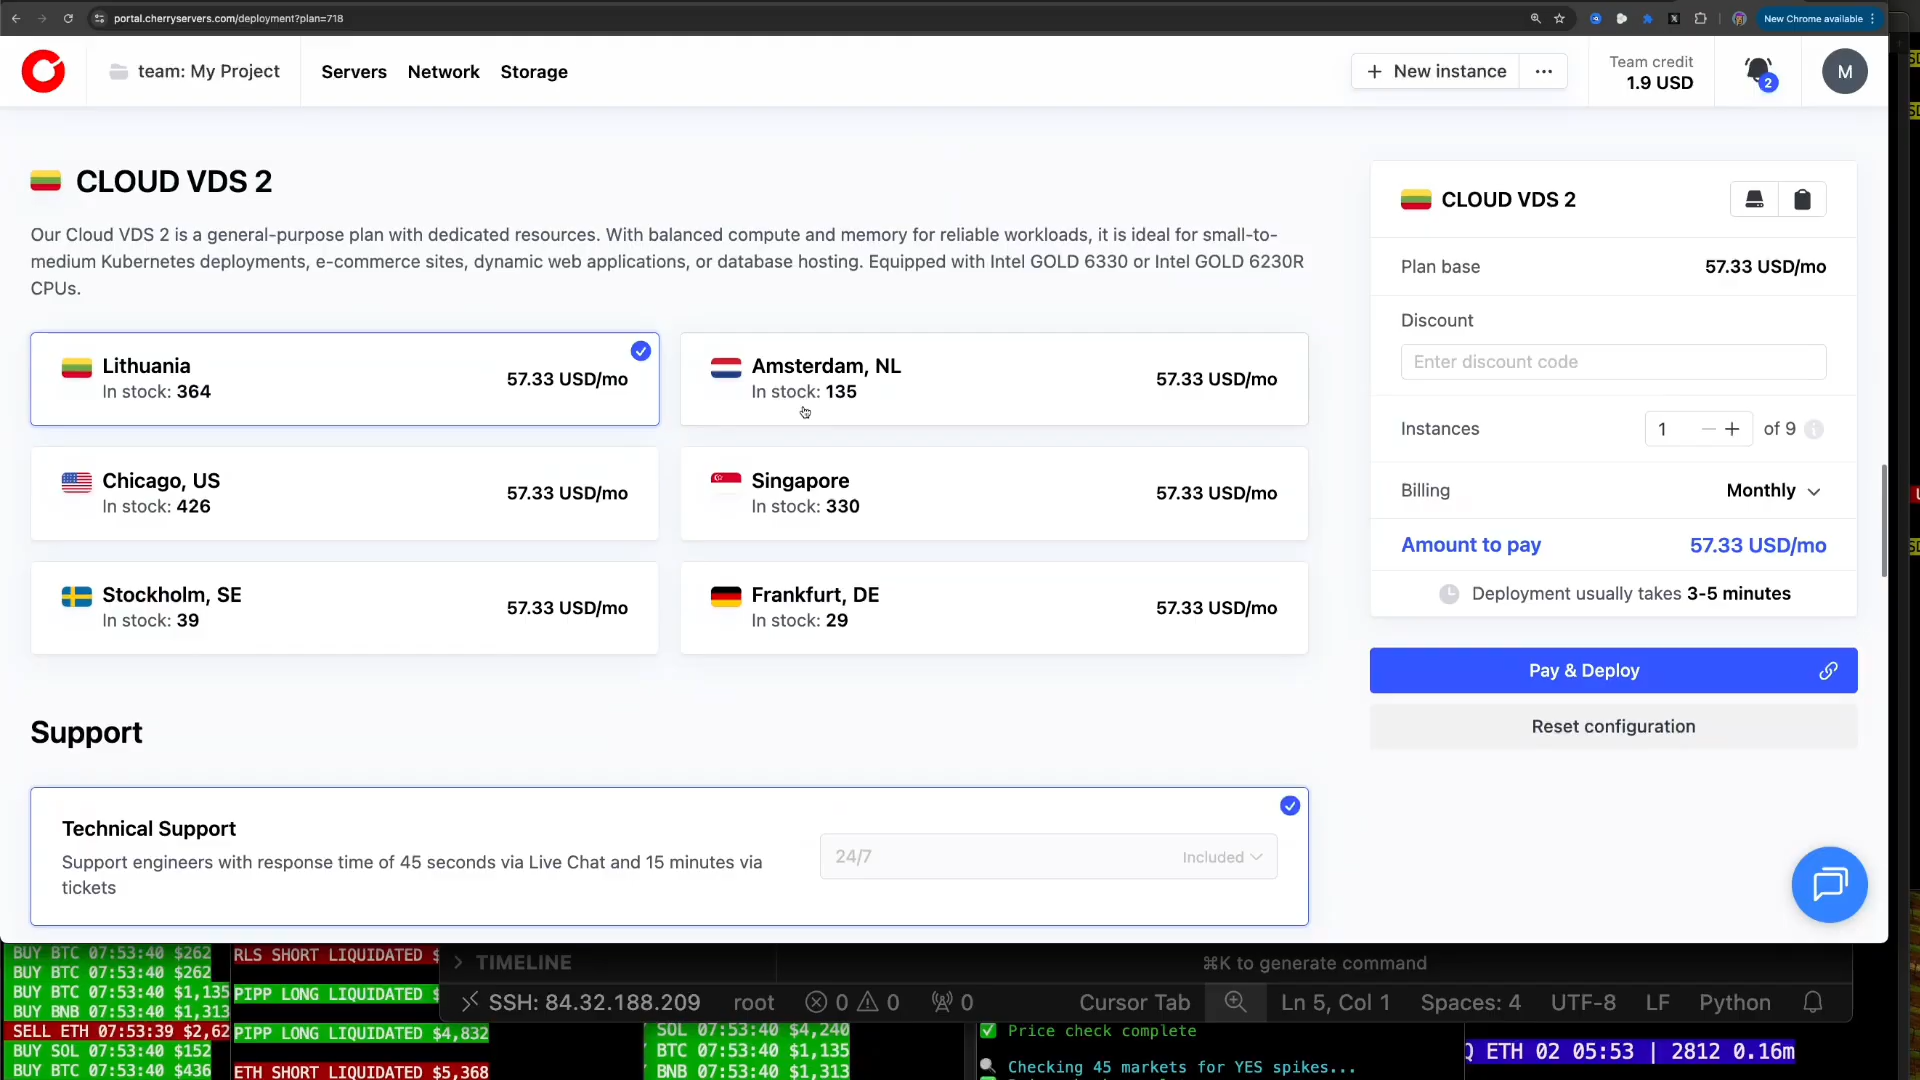 portal.cherryservers.com/deployment?plan=718
New Chrome available
team: My Project
Servers
Network
Storage
+ New instance
Team credit
1.9 USD
2
M
CLOUD VDS 2
Our Cloud VDS 2 is a general-purpose plan with dedicated resources. With balanced compute and memory for reliable workloads, it is ideal for small-to-
medium Kubernetes deployments, e-commerce sites, dynamic web applications, or database hosting. Equipped with Intel GOLD 6330 or Intel GOLD 6230R
CPUs.
Lithuania
In stock: 364
57.33 USD/mo
Amsterdam, NL
In stock: 135
57.33 USD/mo
Chicago, US
In stock: 426
57.33 USD/mo
Singapore
In stock: 330
57.33 USD/mo
Stockholm, SE
In stock: 39
57.33 USD/mo
Frankfurt, DE
In stock: 29
57.33 USD/mo
Support
Technical Support
Support engineers with response time of 45 seconds via Live Chat and 15 minutes via
tickets
24/7
Included
CLOUD VDS 2
Plan base
57.33 USD/mo
Discount
Enter discount code
Instances
1
of 9
Billing
Monthly
Amount to pay
57.33 USD/mo
Deployment usually takes 3-5 minutes
Pay & Deploy
Reset configuration
BUY BTC 07:53:40 $262
BUY BTC 07:53:40 $262
BUY BTC 07:53:40 $1,135
BUY BNB 07:53:40 $1,313
SELL ETH 07:53:39 $2,62
BUY SOL 07:53:40 $152
BUY BTC 07:53:40 $436
RLS SHORT LIQUIDATED $
PIPP LONG LIQUIDATED $
PIPP LONG LIQUIDATED $4,832
ETH SHORT LIQUIDATED $5,368
TIMELINE
⌘K to generate command
SSH: 84.32.188.209
root
0
0
0
Cursor Tab
Ln 5, Col 1
Spaces: 4
UTF-8
LF
Python
SOL 07:53:40 $4,240
BTC 07:53:40 $1,135
BNB 07:53:40 $1,313
Price check complete
Checking 45 markets for YES spikes...
ETH 02 05:53 | 2812 0.16m